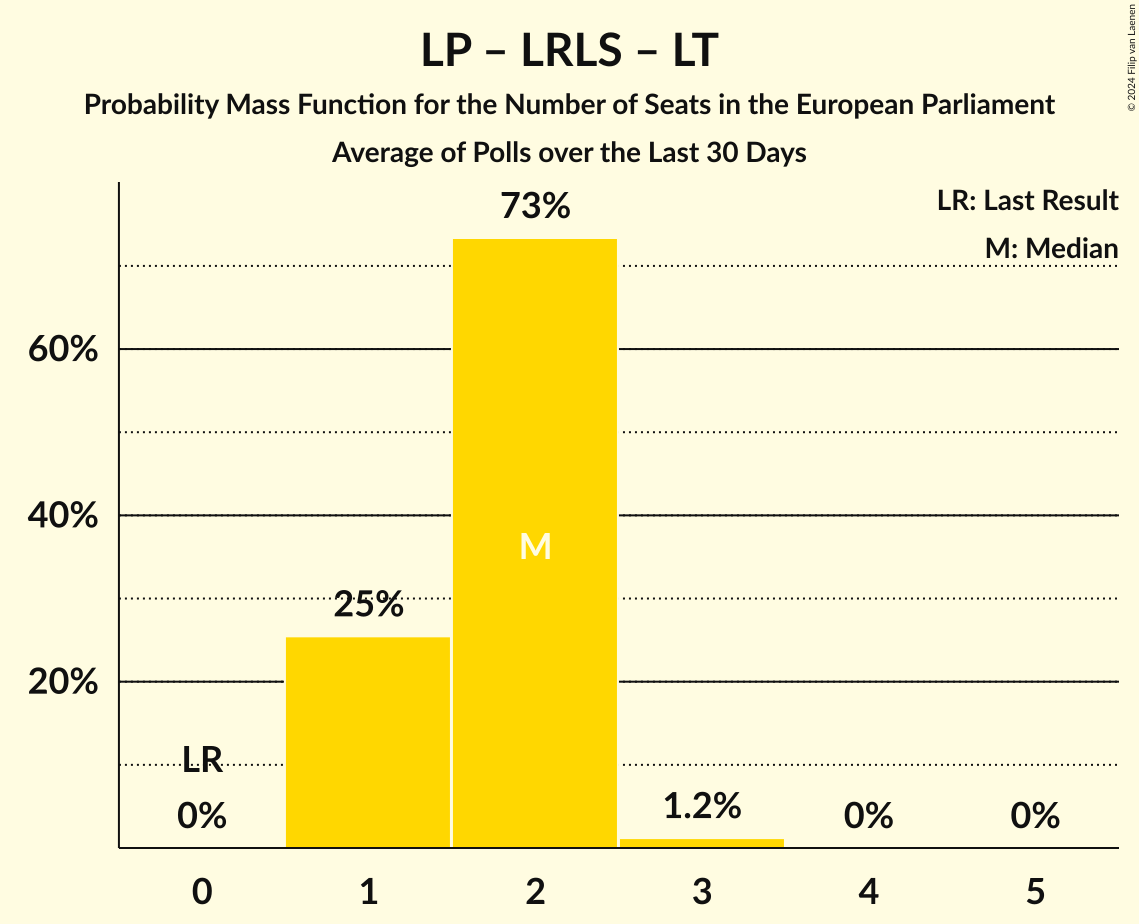 LP – LRLS – LT
Probability Mass Function for the Number of Seats in the European Parliament
Average of Polls over the Last 30 Days
© 2024 Filip van Laenen
LR: Last Result
M: Median
73%
60%
40%
M
25%
20%
LR
0%
1.2%
0%
0%
0 1 2 3 4 5